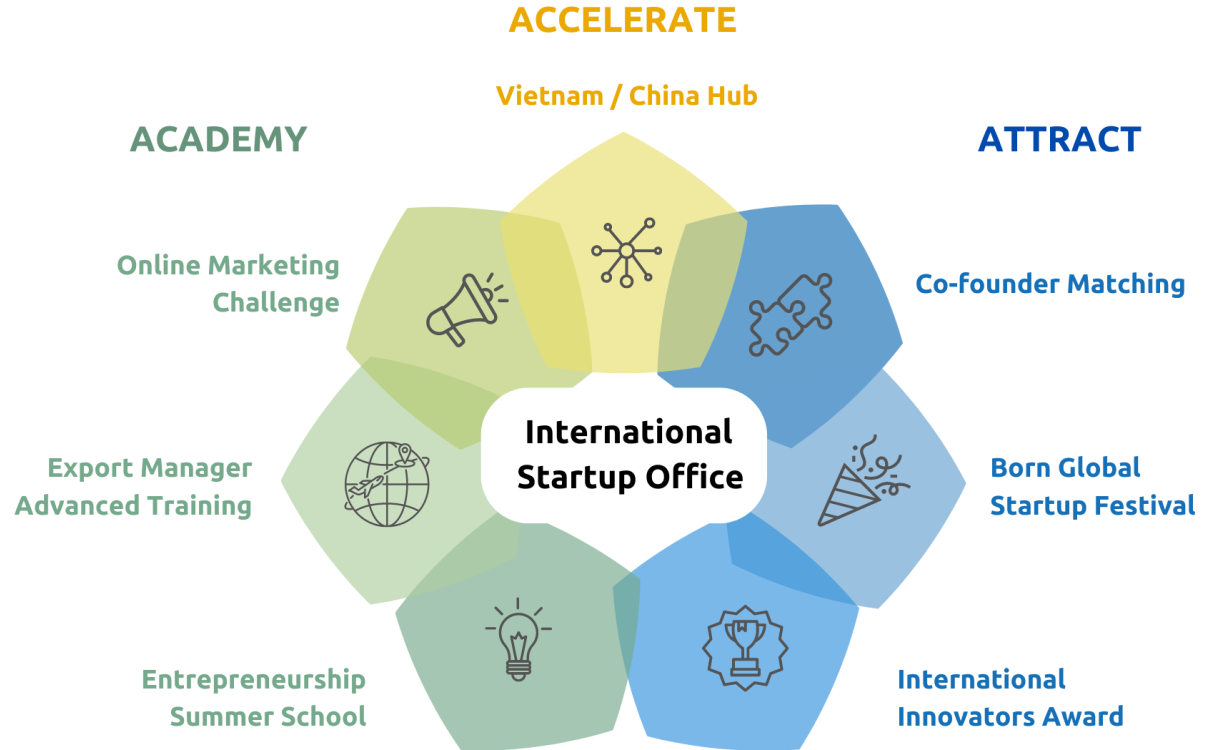 ACCELERATE
Vietnam / China Hub
ACADEMY
ATTRACT
Online Marketing
Challenge
Co-founder Matching
International
Startup Office
Export Manager
Advanced Training
Born Global
Startup Festival
Entrepreneurship
Summer School
International
Innovators Award